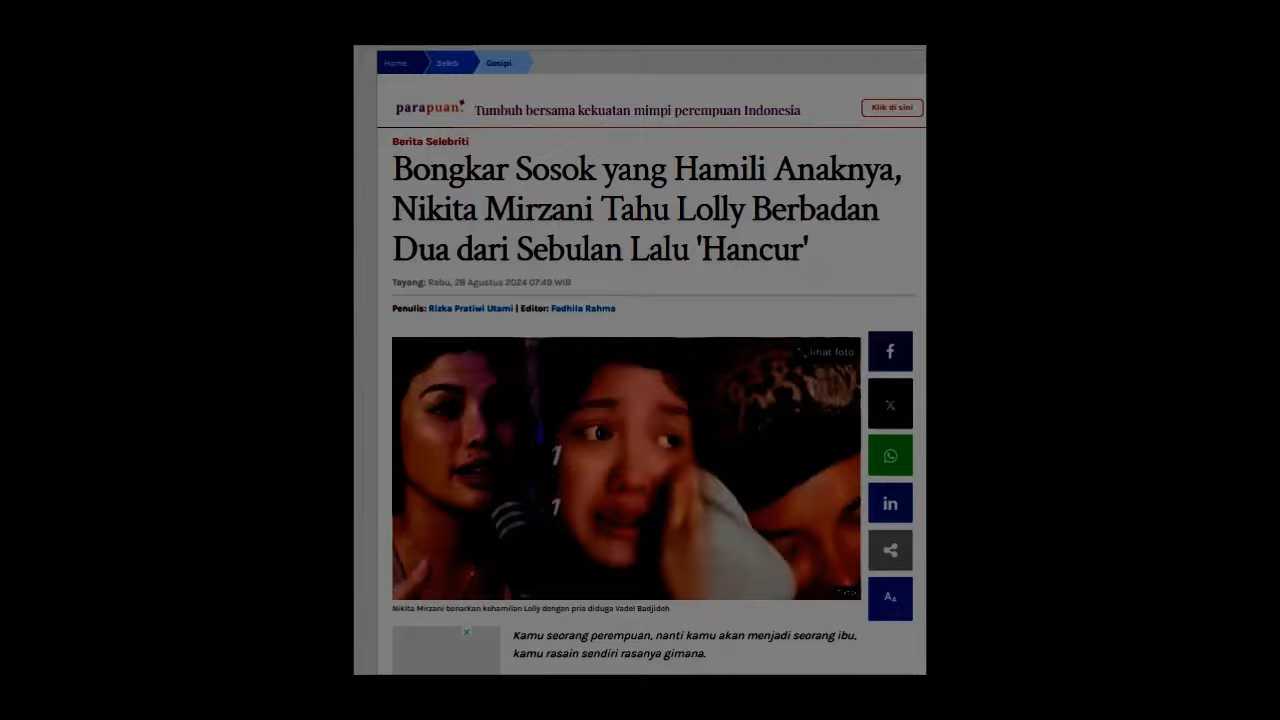 Home Seleb Gosipi
parapuan. Tumbuh bersama kekuatan mimpi perempuan Indonesia Klik di sini
Berita Selebriti
Bongkar Sosok yang Hamili Anaknya,
Nikita Mirzani Tahu Lolly Berbadan
Dua dari Sebulan Lalu 'Hancur'
Tayang: Rabu, 28 Agustus 2024 07:49 WIB
Penulis: Rizka Pratiwi Utami | Editor: Fadhila Rahma
lihat foto
Nikita Mirzani benarkan kehamilan Lolly dengan pria diduga Vadel Badjideh
Kamu seorang perempuan, nanti kamu akan menjadi seorang ibu,
kamu rasain sendiri rasanya gimana.